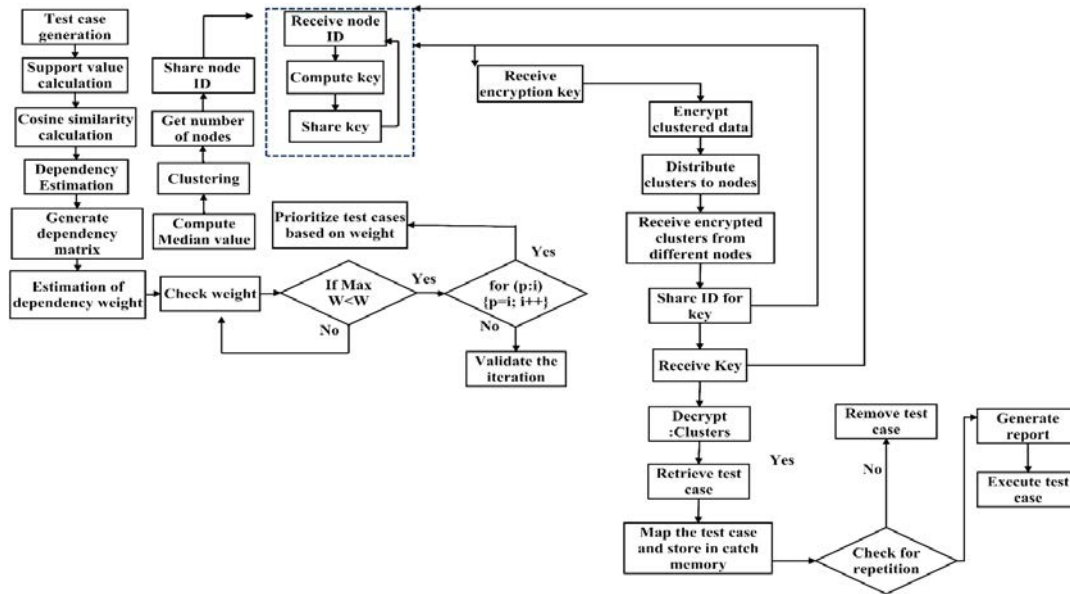 Test case
generation
Support value
calculation
Cosine similarity
calculation
Dependency
Estimation
Generate
dependency
matrix
Estimation of
dependency weight
Share node
ID
Get number
of nodes
Clustering
Compute
Median value
Receive node
ID
Compute key
Share key
Prioritize test cases
based on weight
Check weight
If Max
W<W
Yes
No
for (p:i)
{p=i; i++}
Yes
No
Validate the
iteration
Receive
encryption key
Encrypt
clustered data
Distribute
clusters to nodes
Receive encrypted
clusters from
different nodes
Share ID for
key
Receive Key
Decrypt
:Clusters
Retrieve test
case
Map the test case
and store in catch
memory
Yes
Remove test
case
No
Check for
repetition
Generate
report
Execute test
case